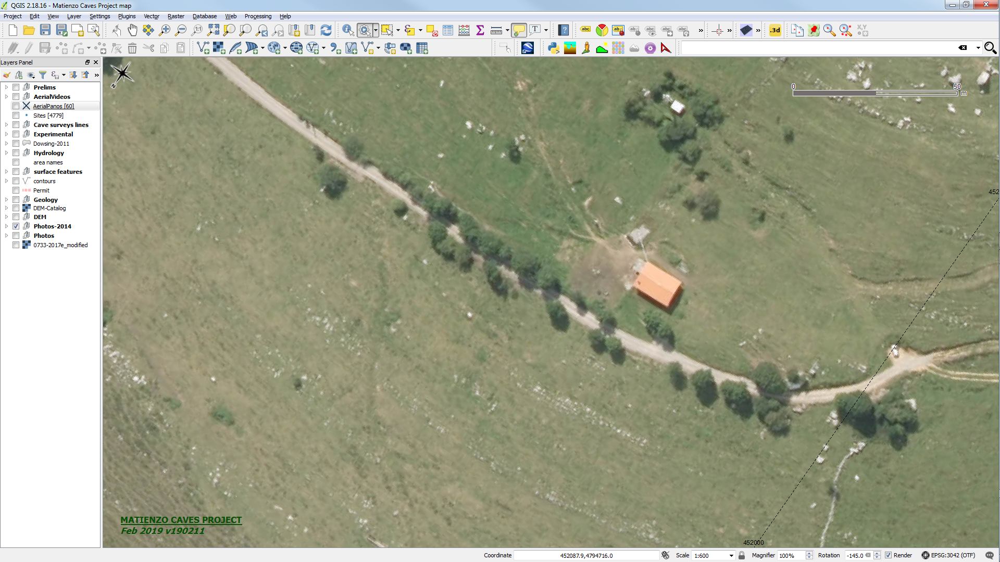 QGIS 2.18.16 - Matienzo Caves Project map
Project Edit View Layer Settings Plugins Vector Raster Database Web Processing Help
Layers Panel
Prelims
AerialVideos
AerialPanos [60]
Sites [4779]
Cave surveys lines
Experimental
Dowsing-2011
Hydrology
area names
surface features
contours
Permit
Geology
DEM-Catalog
DEM
Photos-2014
Photos
0733-2017e_modified
N
0 50
m
452
452000
MATIENZO CAVES PROJECT
Feb 2019 v190211
Coordinate 452087.9,4794716.0 Scale 1:600 Magnifier 100% Rotation -145.0 Render EPSG:3042 (OTF)